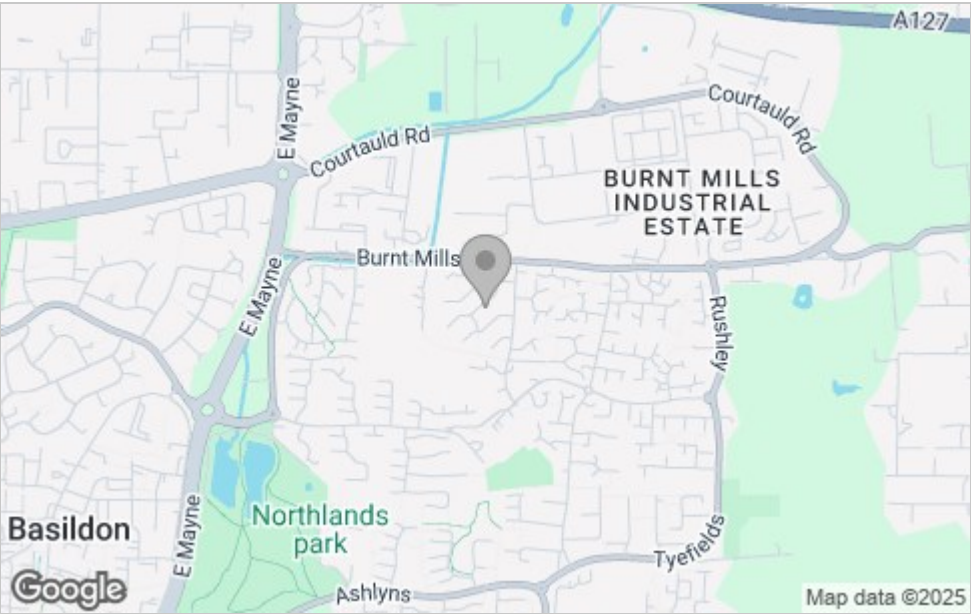 A127
E Mayne
Courtauld Rd
Courtauld Rd
BURNT MILLS
INDUSTRIAL
ESTATE
Burnt Mills
E Mayne
Rushley
Northlands
park
Basildon
E Mayne
Tyefields
Ashlyns
Google
Map data ©2025